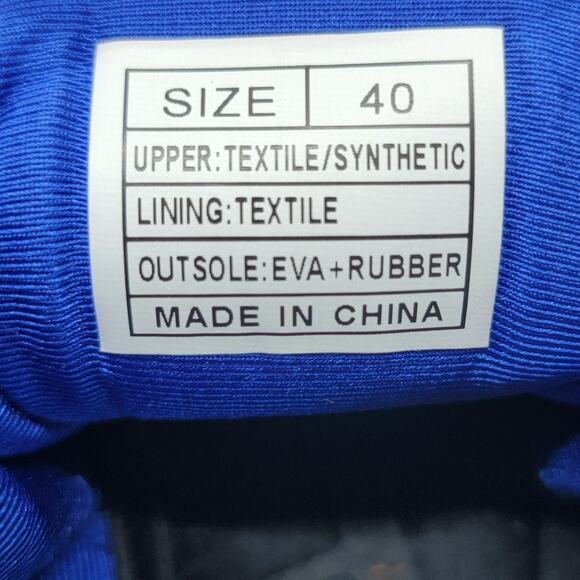 SIZE 40
UPPER:TEXTILE/SYNTHETIC
LINING:TEXTILE
OUTSOLE:EVA+RUBBER
MADE IN CHINA